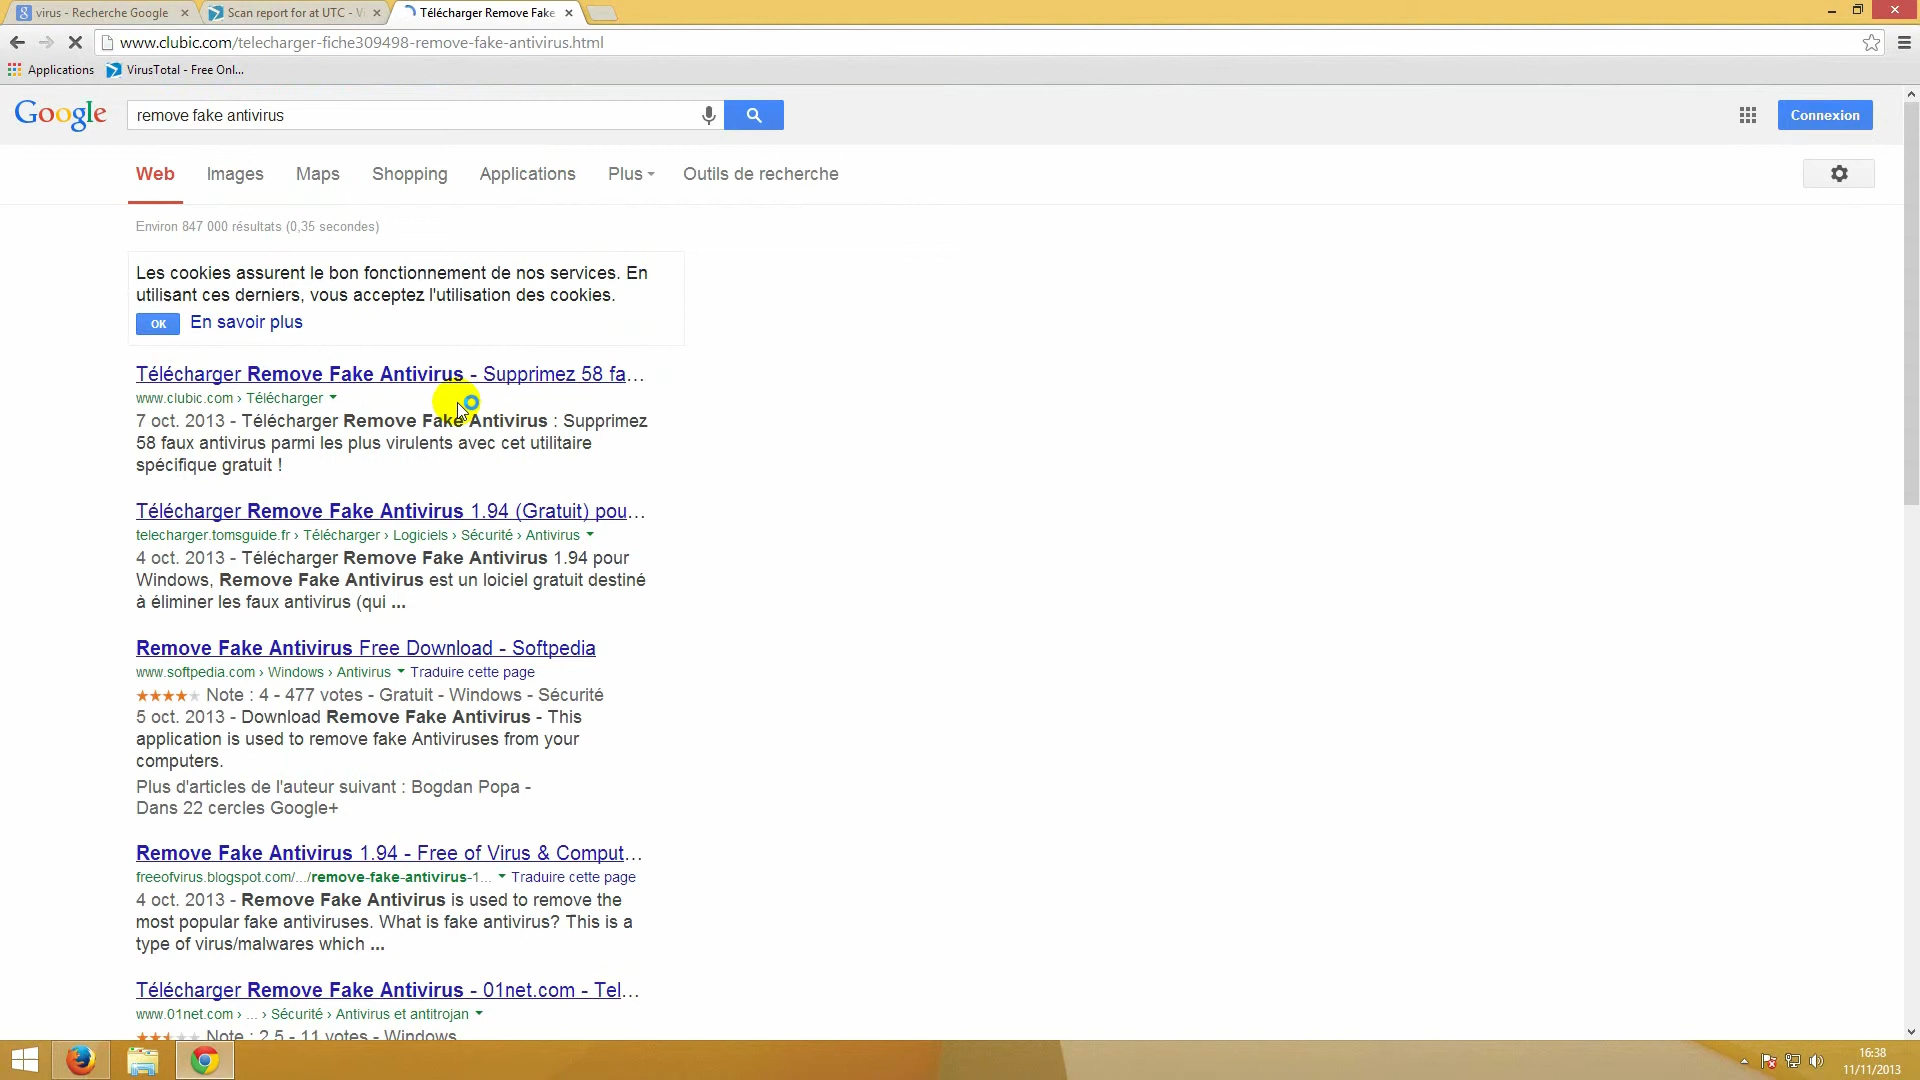 virus - Recherche Google
Scan report for at UTC - V
Télécharger Remove Fake
www.clubic.com/telecharger-fiche309498-remove-fake-antivirus.html
Applications
VirusTotal - Free Onl...
Google
remove fake antivirus
Connexion
Web
Images
Maps
Shopping
Applications
Plus
Outils de recherche
Environ 847 000 résultats (0,35 secondes)
Les cookies assurent le bon fonctionnement de nos services. En
utilisant ces derniers, vous acceptez l'utilisation des cookies.
OK
En savoir plus
Télécharger Remove Fake Antivirus - Supprimez 58 fa...
www.clubic.com › Télécharger
7 oct. 2013 - Télécharger Remove Fake Antivirus : Supprimez
58 faux antivirus parmi les plus virulents avec cet utilitaire
spécifique gratuit !
Télécharger Remove Fake Antivirus 1.94 (Gratuit) pou...
telecharger.tomsguide.fr › Télécharger › Logiciels › Sécurité › Antivirus
4 oct. 2013 - Télécharger Remove Fake Antivirus 1.94 pour
Windows, Remove Fake Antivirus est un loiciel gratuit destiné
à éliminer les faux antivirus (qui ...
Remove Fake Antivirus Free Download - Softpedia
www.softpedia.com › Windows › Antivirus Traduire cette page
Note : 4 - 477 votes - Gratuit - Windows - Sécurité
5 oct. 2013 - Download Remove Fake Antivirus - This
application is used to remove fake Antiviruses from your
computers.
Plus d'articles de l'auteur suivant : Bogdan Popa -
Dans 22 cercles Google+
Remove Fake Antivirus 1.94 - Free of Virus & Comput...
freeofvirus.blogspot.com/.../remove-fake-antivirus-1... Traduire cette page
4 oct. 2013 - Remove Fake Antivirus is used to remove the
most popular fake antiviruses. What is fake antivirus? This is a
type of virus/malwares which ...
Télécharger Remove Fake Antivirus - 01net.com - Tel...
www.01net.com › ... › Sécurité › Antivirus et antitrojan
Note : 2,5 - 11 votes - Windows
16:38
11/11/2013